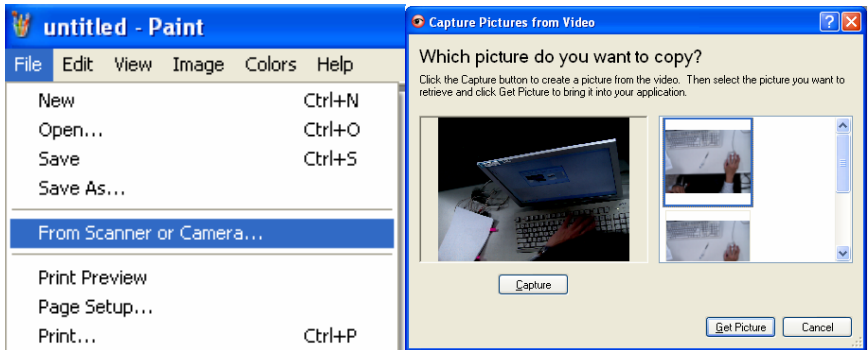 untitled - Paint
File Edit View Image Colors Help
New Ctrl+N
Open... Ctrl+O
Save Ctrl+S
Save As...
From Scanner or Camera...
Print Preview
Page Setup...
Print... Ctrl+P
Capture Pictures from Video
Which picture do you want to copy?
Click the Capture button to create a picture from the video. Then select the picture you want to
retrieve and click Get Picture to bring it into your application.
Capture
Get Picture Cancel